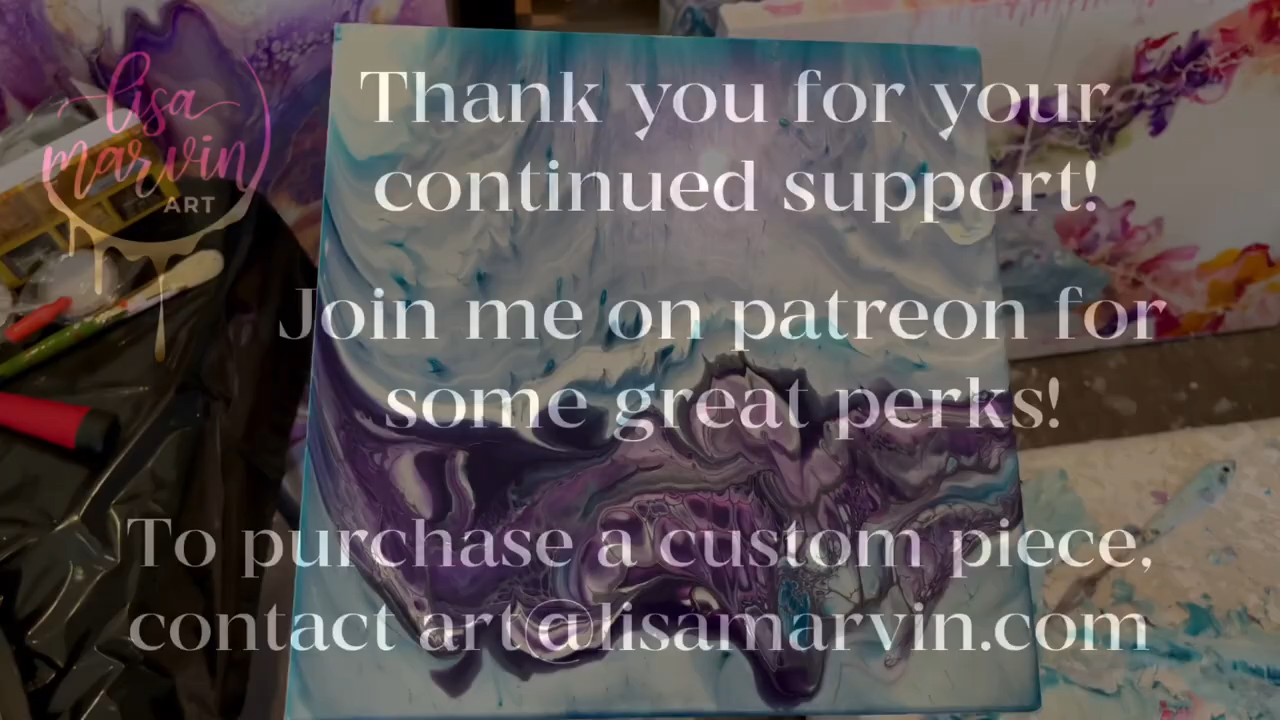 lisa
marvin
ART
Thank you for your
continued support!
Join me on patreon for
some great perks!
To purchase a custom piece,
contact art@lisamarvin.com